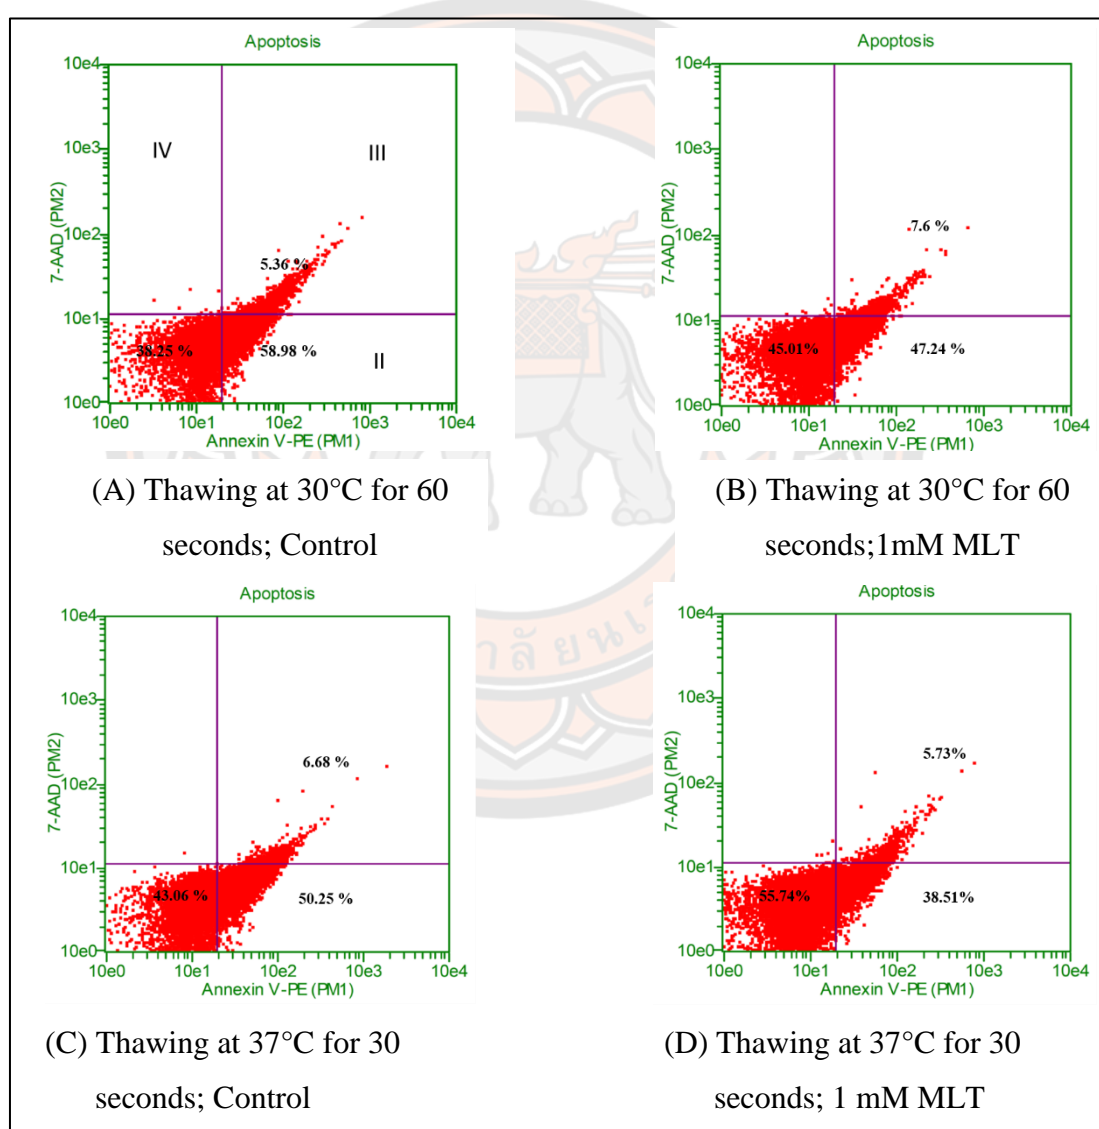 Apoptosis
10e4
10e3
10e2
10e1
10e0
7-AAD (PM2)
IV
III
5.36 %
38.25 %
58.98 %
II
10e0 10e1 10e2 10e3 10e4
Annexin V-PE (PM1)
(A) Thawing at 30°C for 60
seconds; Control
Apoptosis
10e4
10e3
10e2
10e1
10e0
7-AAD (PM2)
7.6 %
45.01%
47.24 %
10e0 10e1 10e2 10e3 10e4
Annexin V-PE (PM1)
(B) Thawing at 30°C for 60
seconds;1mM MLT
Apoptosis
10e4
10e3
10e2
10e1
10e0
7-AAD (PM2)
6.68 %
43.06 %
50.25 %
10e0 10e1 10e2 10e3 10e4
Annexin V-PE (PM1)
(C) Thawing at 37°C for 30
seconds; Control
Apoptosis
10e4
10e3
10e2
10e1
10e0
7-AAD (PM2)
5.73%
55.74%
38.51%
10e0 10e1 10e2 10e3 10e4
Annexin V-PE (PM1)
(D) Thawing at 37°C for 30
seconds; 1 mM MLT